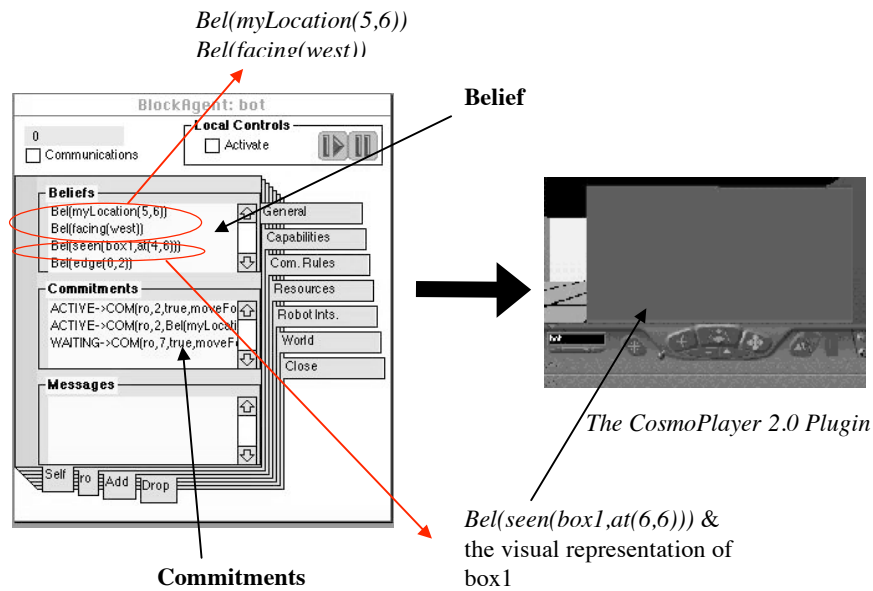 Bel(myLocation(5,6))
Bel(facing(west))
Belief
BlockAgent: bot
0
Communications
Local Controls
Activate
Beliefs
Bel(myLocation(5,6))
Bel(facing(west))
Bel(seen(box1,at(4,6)))
Bel(edge(0,2))
Commitments
ACTIVE->COM(ro,2,true,moveFo
ACTIVE->COM(ro,2,Bel(myLocati
WAITING->COM(ro,7,true,moveF
Messages
General
Capabilities
Com. Rules
Resources
Robot Ints.
World
Close
Self
ro
Add
Drop
bot
The CosmoPlayer 2.0 Plugin
Bel(seen(box1,at(6,6))) &
the visual representation of
box1
Commitments